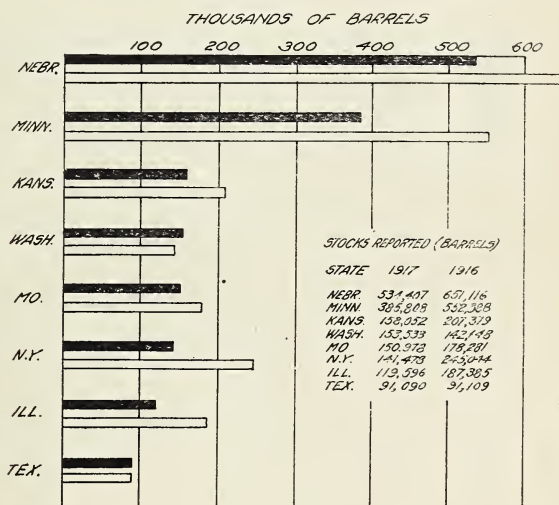 THOUSANDS OF BARRELS
100 200 300 400 500 600
NEBR.
MINN.
KANS.
WASH.
MO.
N.Y.
ILL.
TEX.
STOCKS REPORTED (BARRELS)
STATE 1917 1916
NEBR. 534,407 651,116
MINN. 385,808 552,388
KANS. 158,052 207,379
WASH. 153,533 142,148
MO 150,978 178,281
N.Y. 141,478 245,044
ILL. 119,596 187,385
TEX. 91,090 91,109